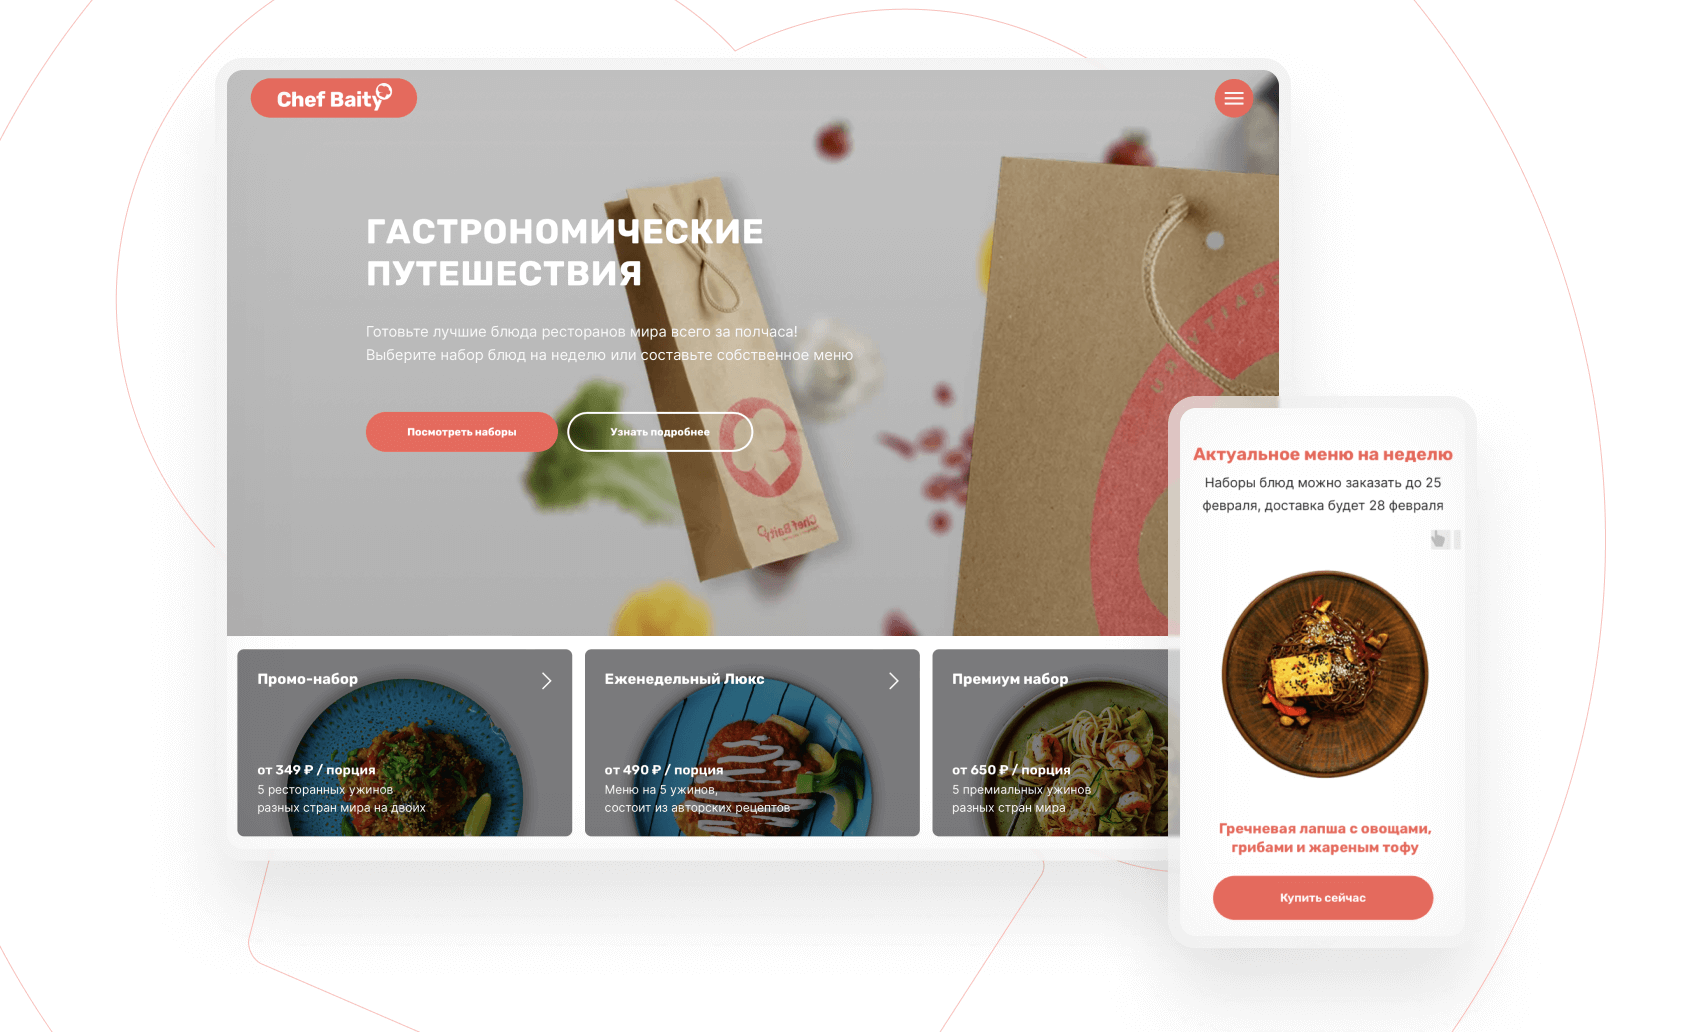 Chef Baity
ГАСТРОНОМИЧЕСКИЕ
ПУТЕШЕСТВИЯ
Готовьте лучшие блюда ресторанов мира всего за полчаса!
Выберите набор блюд на неделю или составьте собственное меню
Посмотреть наборы
Узнать подробнее
Chef Baity
Промо-набор
от 349 ₽ / порция
5 ресторанных ужинов
разных стран мира на двоих
Еженедельный Люкс
от 490 ₽ / порция
Меню на 5 ужинов,
состоит из авторских рецептов
Премиум набор
от 650 ₽ / порция
5 премиальных ужинов
разных стран мира
Актуальное меню на неделю
Наборы блюд можно заказать до 25
февраля, доставка будет 28 февраля
Гречневая лапша с овощами,
грибами и жареным тофу
Купить сейчас